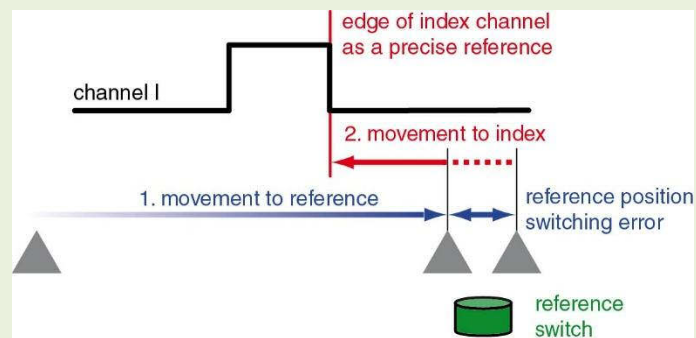 edge of index channel
as a precise reference
channel I
2. movement to index
1. movement to reference
reference position
switching error
reference
switch